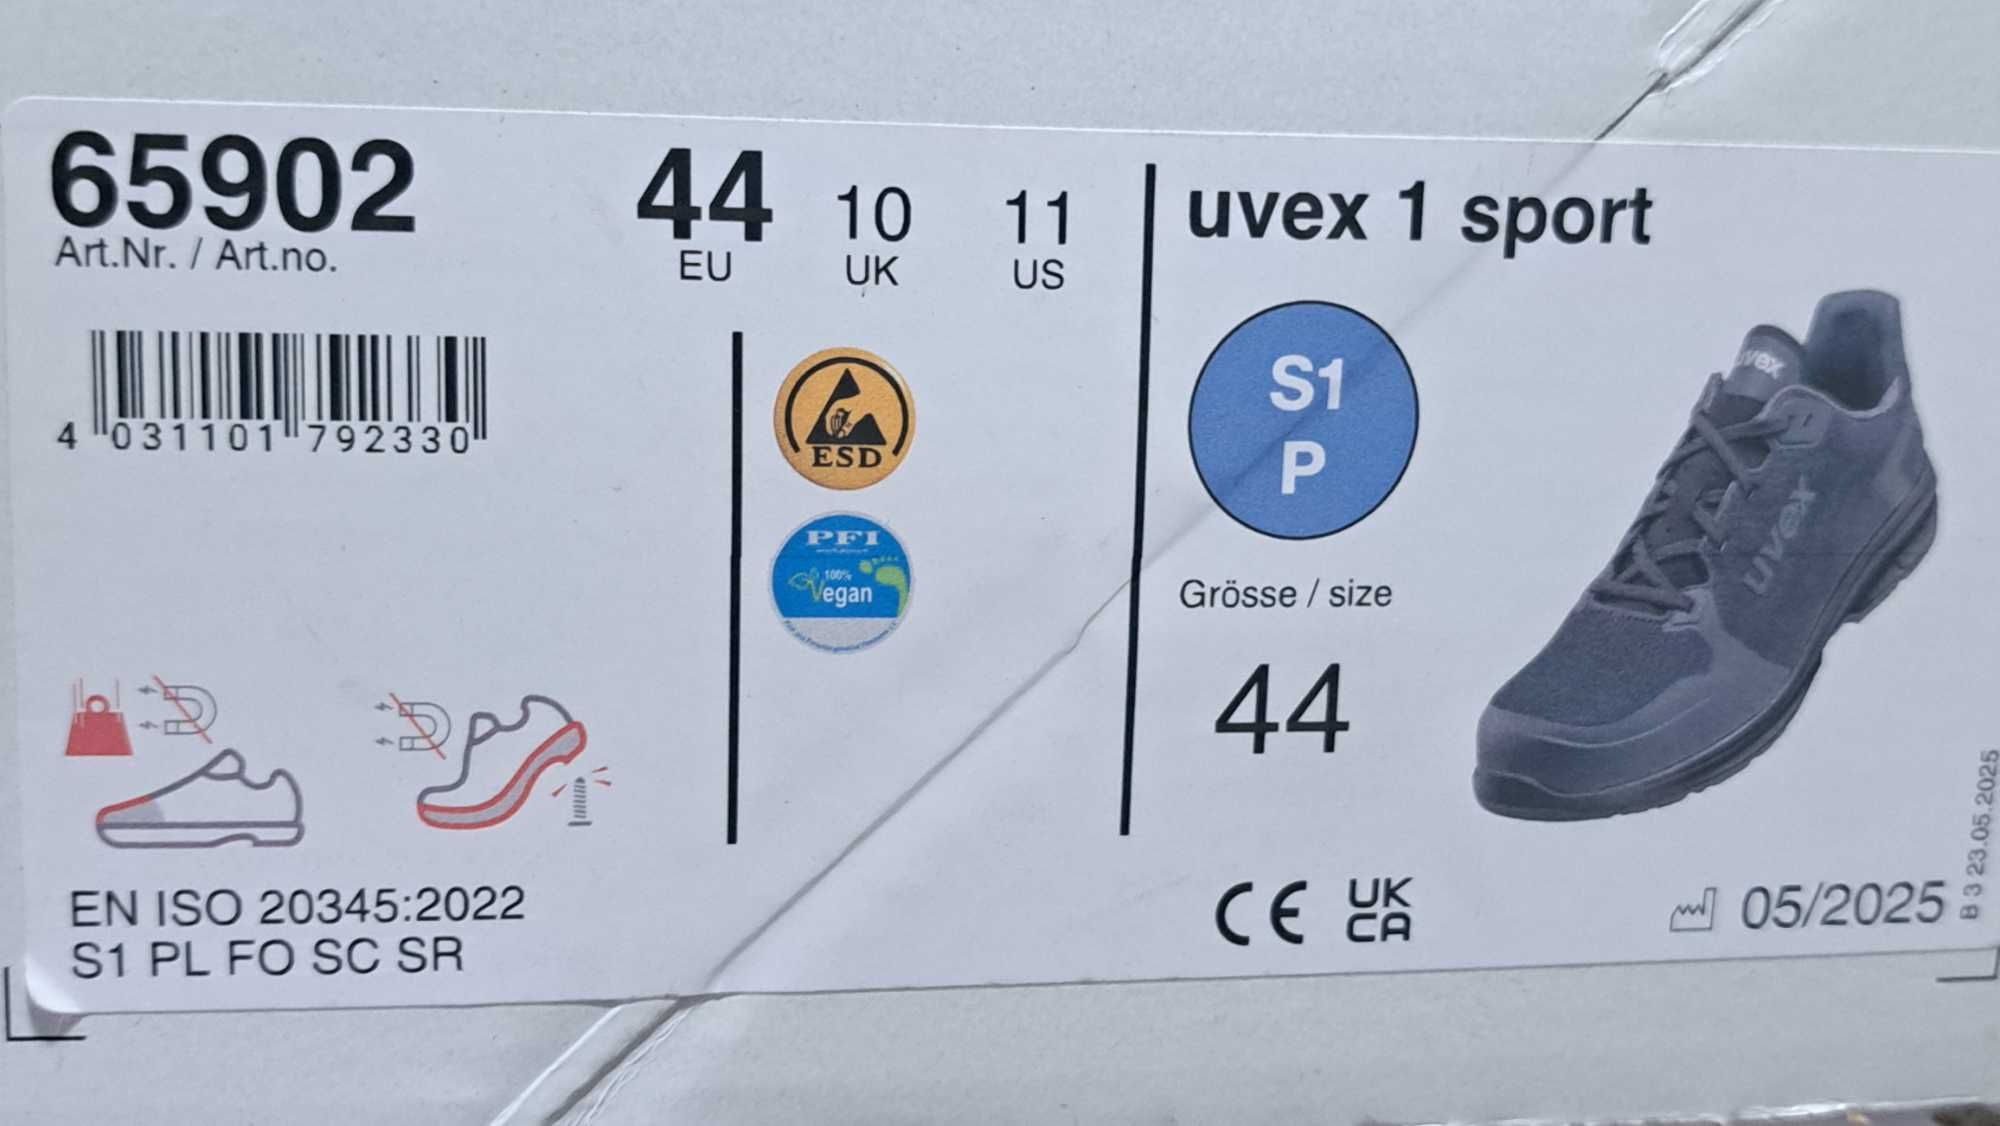 65902
Art.Nr. / Art.no.
44 10 11
EU UK US
4 031101 792330
ESD
PFI
100%
Vegan
EN ISO 20345:2022
S1 PL FO SC SR
uvex 1 sport
S1
P
Grösse / size
44
uvex
uvex
CE UK
CA
05/2025
B 3 23.05.2025